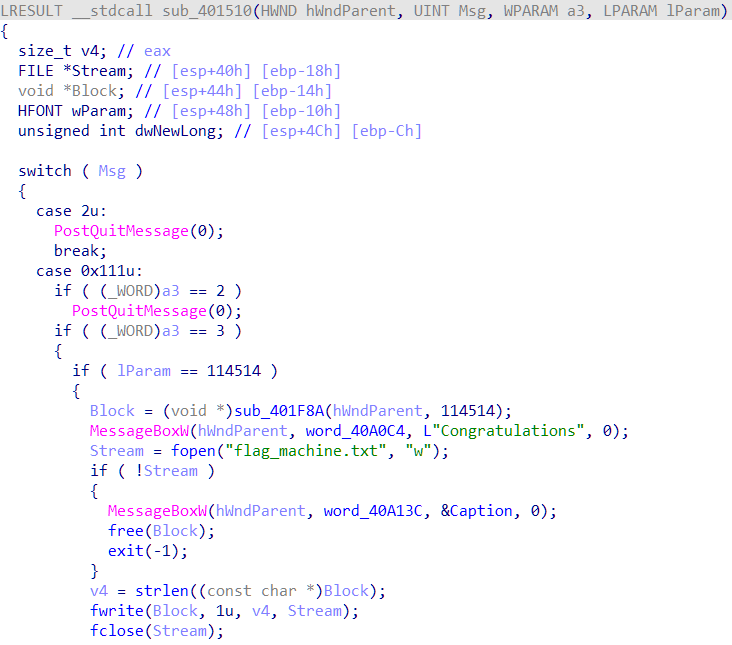 LRESULT __stdcall sub_401510(HWND hWndParent, UINT Msg, WPARAM a3, LPARAM lParam)
{
  size_t v4; // eax
  FILE *Stream; // [esp+40h] [ebp-18h]
  void *Block; // [esp+44h] [ebp-14h]
  HFONT wParam; // [esp+48h] [ebp-10h]
  unsigned int dwNewLong; // [esp+4Ch] [ebp-Ch]

  switch ( Msg )
  {
    case 2u:
      PostQuitMessage(0);
      break;
    case 0x111u:
      if ( (_WORD)a3 == 2 )
        PostQuitMessage(0);
      if ( (_WORD)a3 == 3 )
      {
        if ( lParam == 114514 )
        {
          Block = (void *)sub_401F8A(hWndParent, 114514);
          MessageBoxW(hWndParent, word_40A0C4, L"Congratulations", 0);
          Stream = fopen("flag_machine.txt", "w");
          if ( !Stream )
          {
            MessageBoxW(hWndParent, word_40A13C, &Caption, 0);
            free(Block);
            exit(-1);
          }
          v4 = strlen((const char *)Block);
          fwrite(Block, 1u, v4, Stream);
          fclose(Stream);